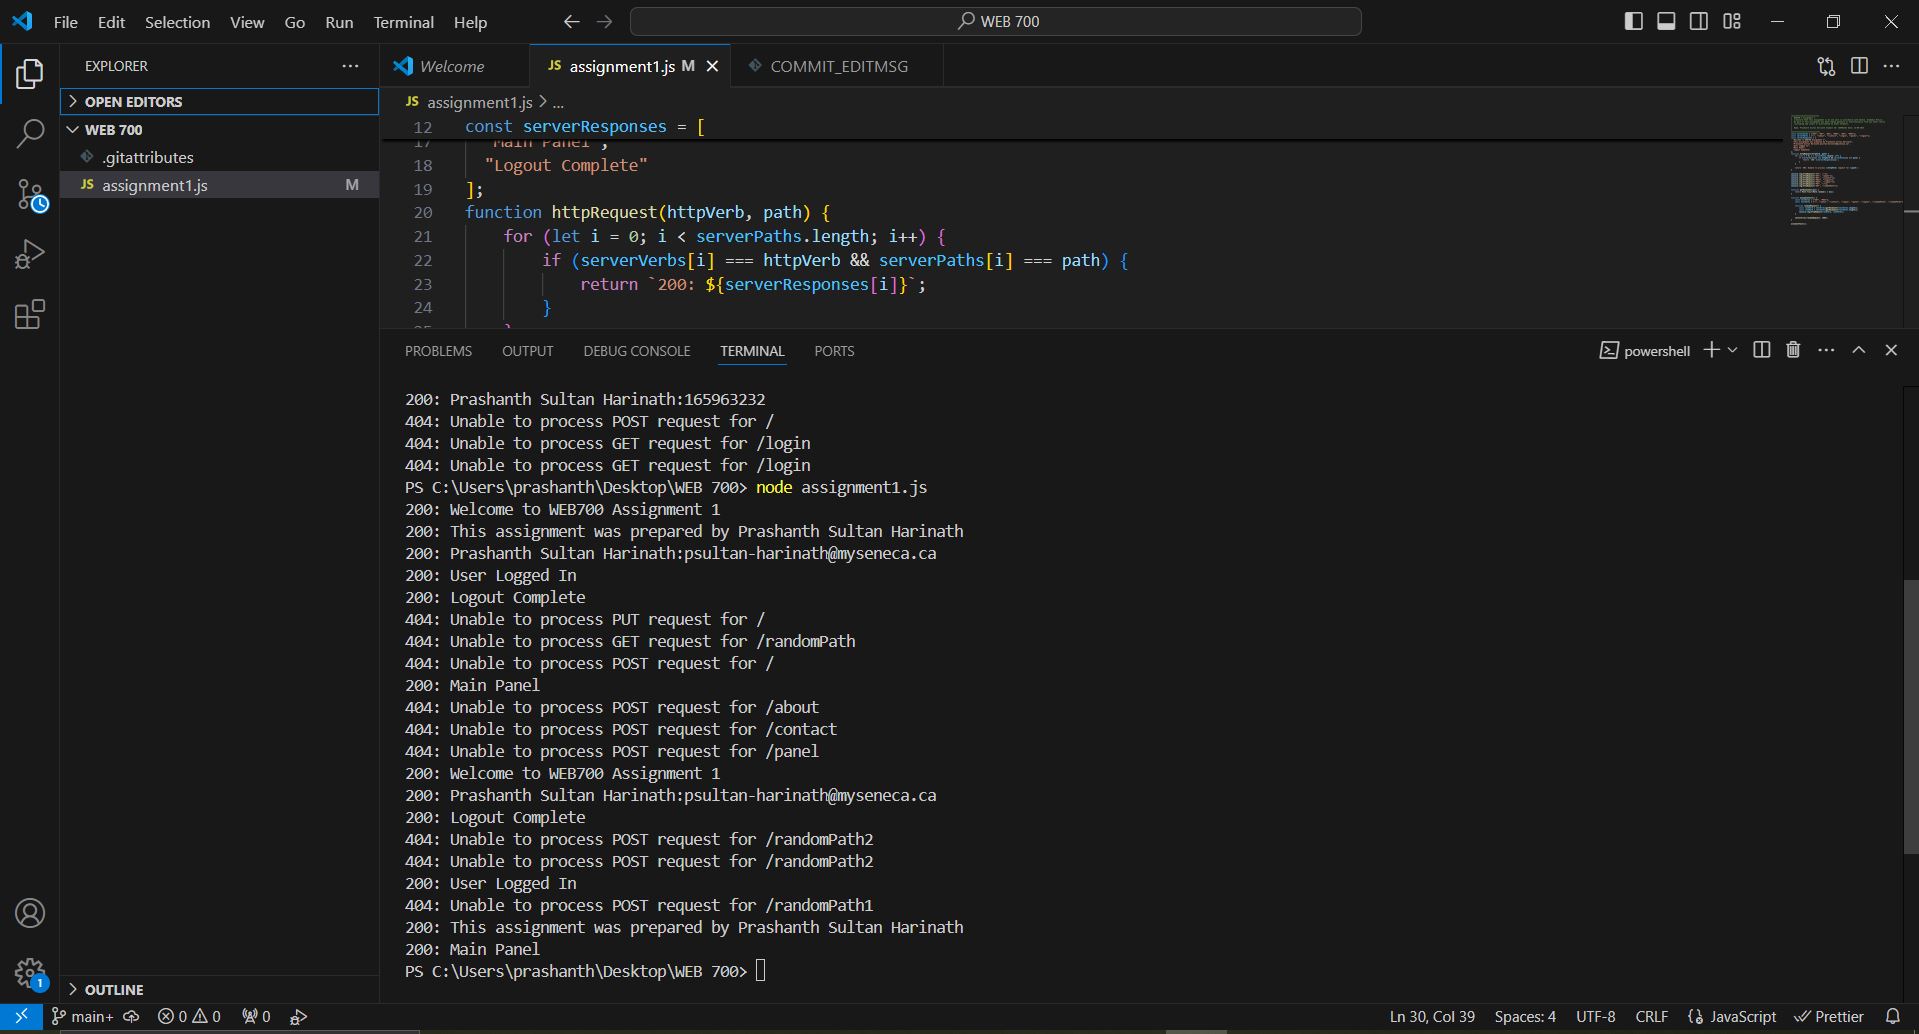 File Edit Selection View Go Run Terminal Help
WEB 700
EXPLORER
OPEN EDITORS
WEB 700
.gitattributes
JS assignment1.js M
OUTLINE
Welcome
JS assignment1.js M
COMMIT_EDITMSG
JS assignment1.js > ...
12 const serverResponses = [
17 "Main Panel",
18 "Logout Complete"
19 ];
20 function httpRequest(httpVerb, path) {
21 for (let i = 0; i < serverPaths.length; i++) {
22 if (serverVerbs[i] === httpVerb && serverPaths[i] === path) {
23 return `200: ${serverResponses[i]}`;
24 }
25 }
PROBLEMS OUTPUT DEBUG CONSOLE TERMINAL PORTS
powershell
200: Prashanth Sultan Harinath:165963232
404: Unable to process POST request for /
404: Unable to process GET request for /login
404: Unable to process GET request for /login
PS C:\Users\prashanth\Desktop\WEB 700> node assignment1.js
200: Welcome to WEB700 Assignment 1
200: This assignment was prepared by Prashanth Sultan Harinath
200: Prashanth Sultan Harinath:psultan-harinath@myseneca.ca
200: User Logged In
200: Logout Complete
404: Unable to process PUT request for /
404: Unable to process GET request for /randomPath
404: Unable to process POST request for /
200: Main Panel
404: Unable to process POST request for /about
404: Unable to process POST request for /contact
404: Unable to process POST request for /panel
200: Welcome to WEB700 Assignment 1
200: Prashanth Sultan Harinath:psultan-harinath@myseneca.ca
200: Logout Complete
404: Unable to process POST request for /randomPath2
404: Unable to process POST request for /randomPath2
200: User Logged In
404: Unable to process POST request for /randomPath1
200: This assignment was prepared by Prashanth Sultan Harinath
200: Main Panel
PS C:\Users\prashanth\Desktop\WEB 700>
1
main+ 0 0 0
Ln 30, Col 39 Spaces: 4 UTF-8 CRLF {} JavaScript Prettier